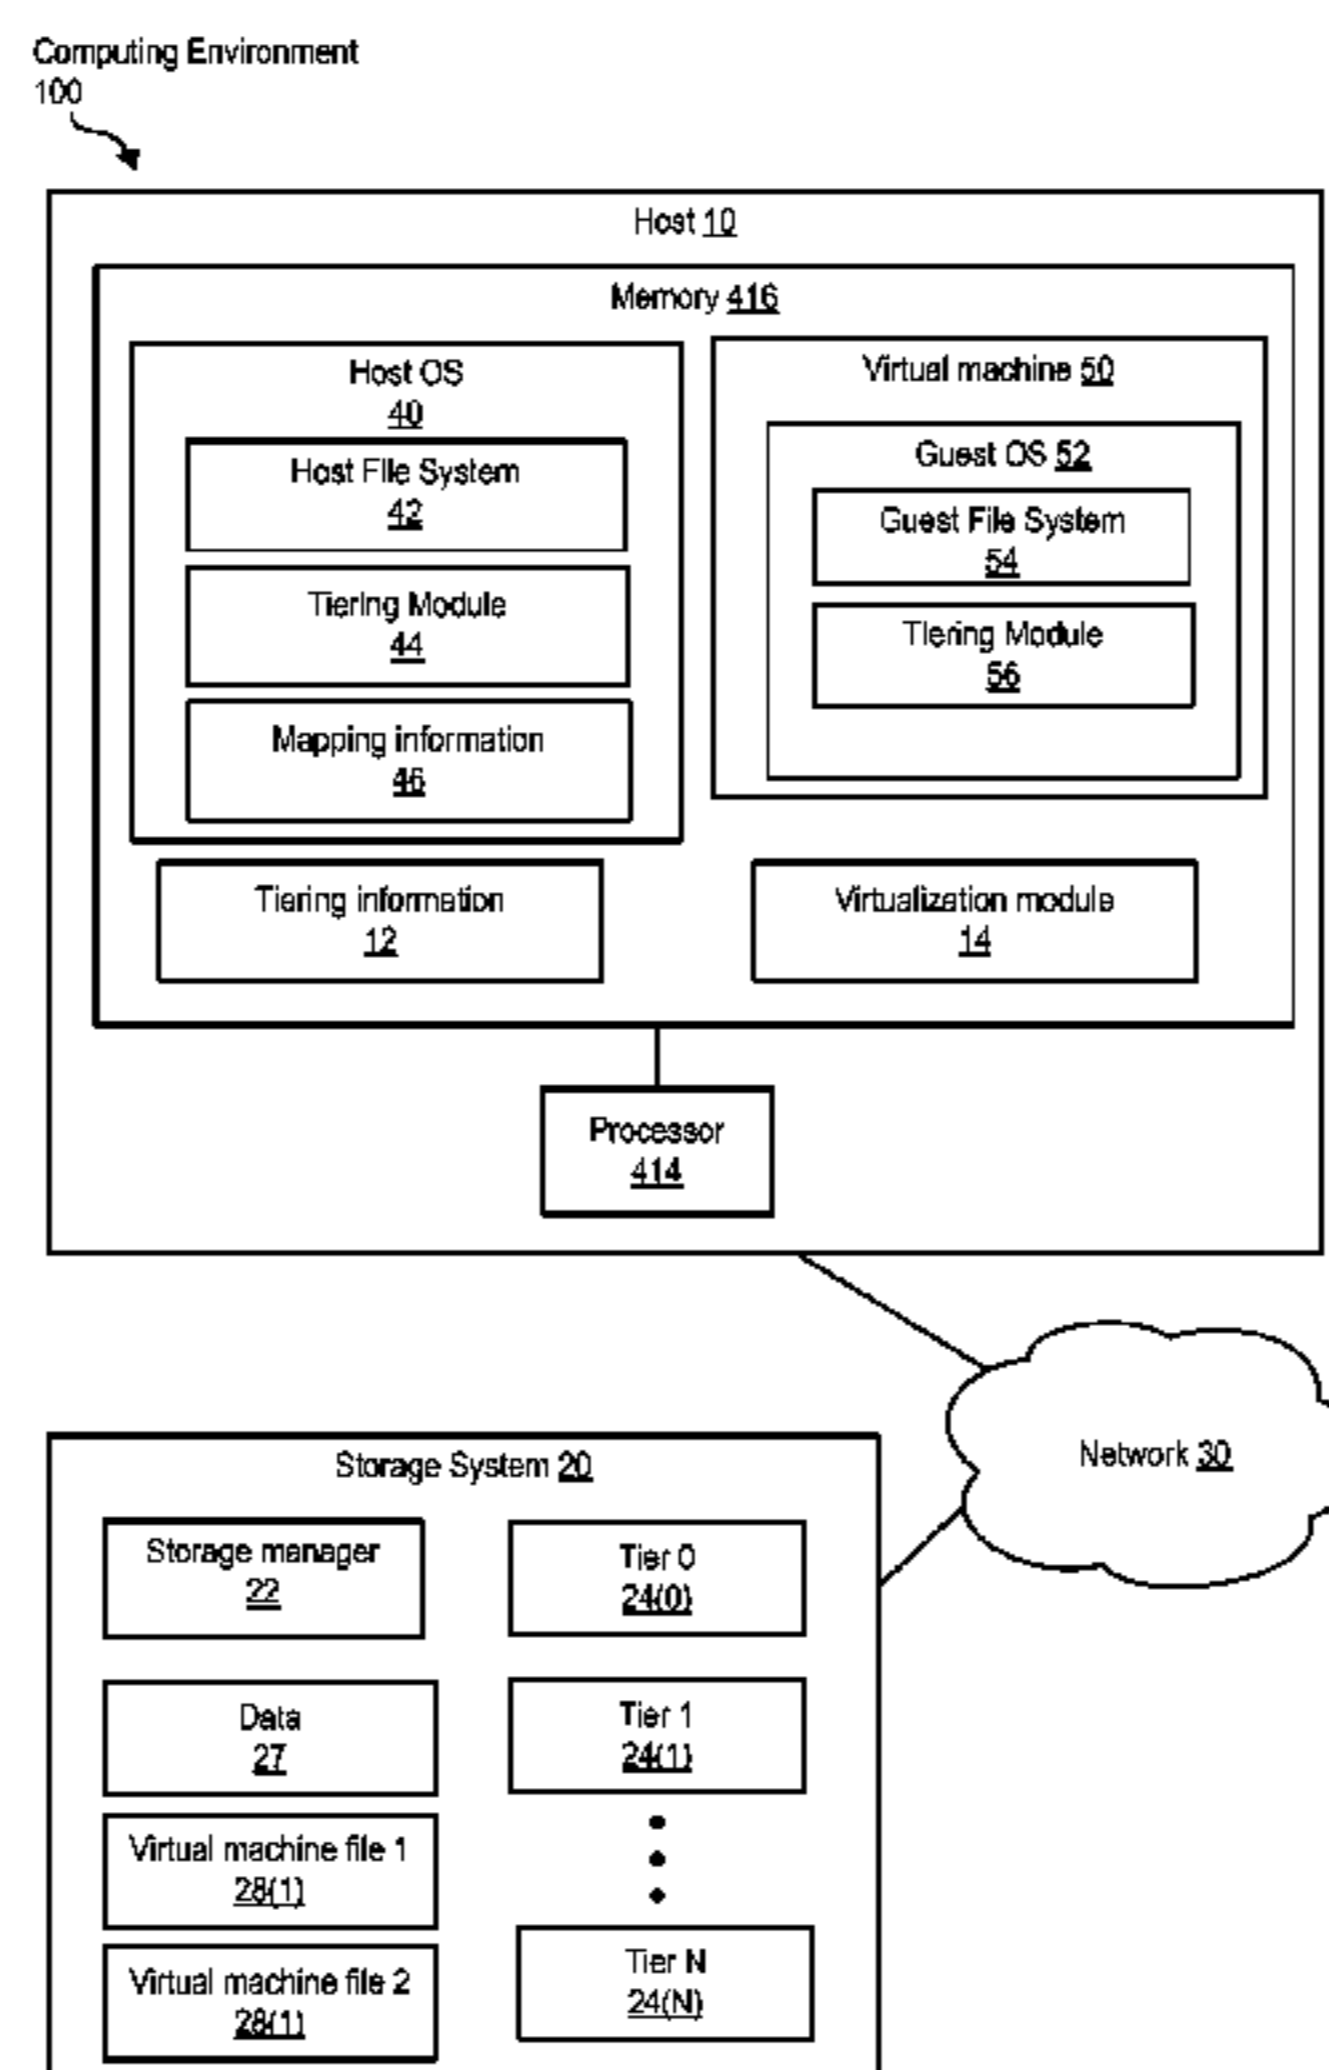 Computing Environment
100
Host 10
Memory 416
Host OS
40
Host File System
42
Tiering Module
44
Mapping information
46
Virtual machine 50
Guest OS 52
Guest File System
54
Tiering Module
56
Tiering information
12
Virtualization module
14
Processor
414
Network 30
Storage System 20
Storage manager
22
Data
27
Virtual machine file 1
28(1)
Virtual machine file 2
28(1)
Tier 0
24(0)
Tier 1
24(1)
Tier N
24(N)